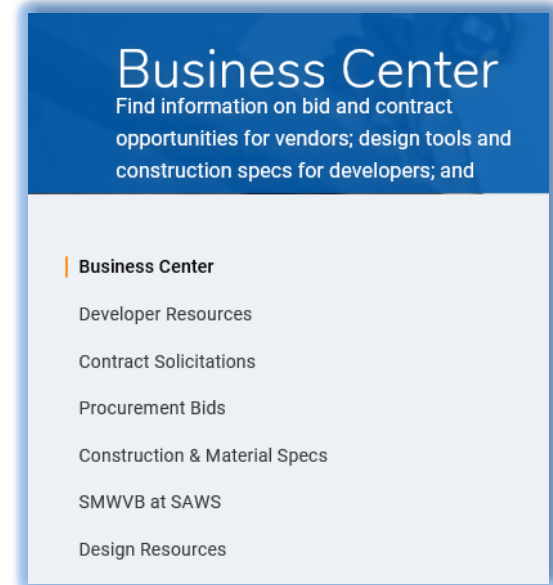 Business Center
Find information on bid and contract
opportunities for vendors; design tools and
construction specs for developers; and
Business Center
Developer Resources
Contract Solicitations
Procurement Bids
Construction & Material Specs
SMWVB at SAWS
Design Resources